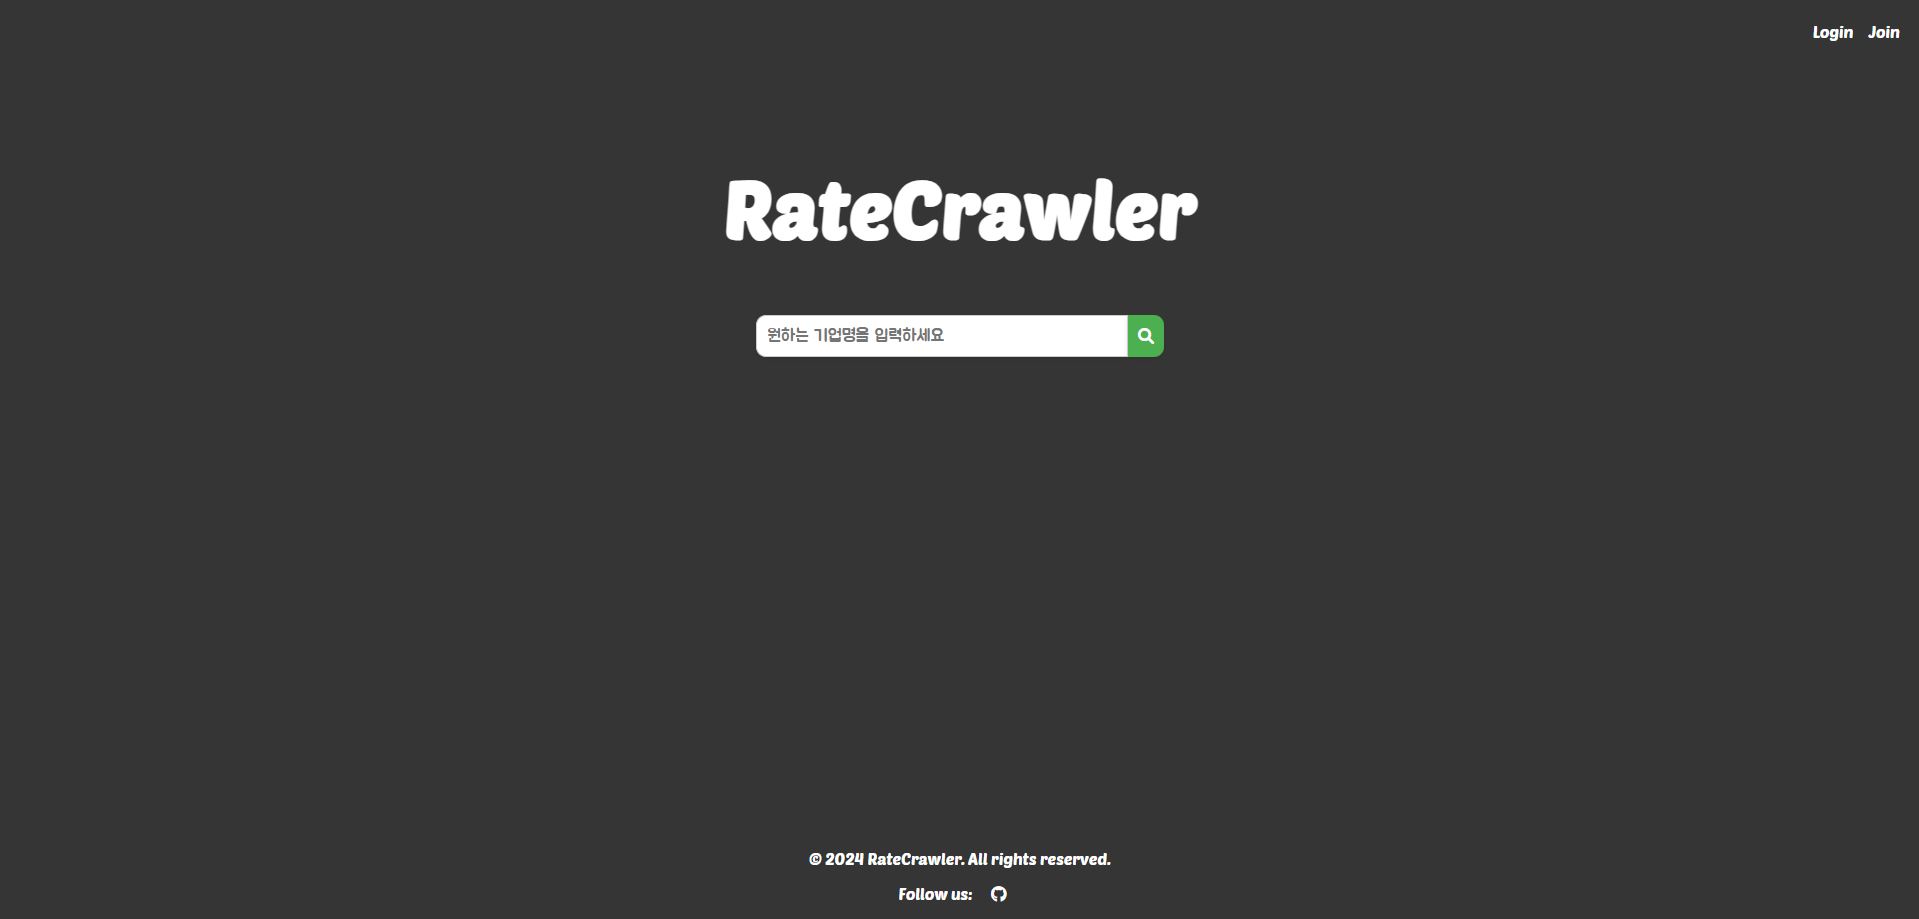 Login Join
RateCrawler
원하는 기업명을 입력하세요
© 2024 RateCrawler. All rights reserved.
Follow us: